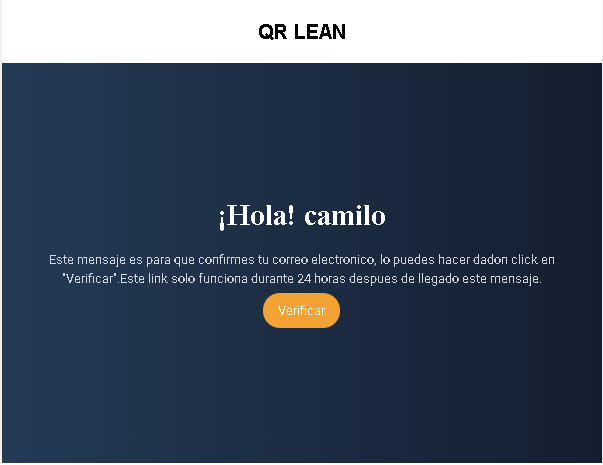 QR LEAN
¡Hola! camilo
Este mensaje es para que confirmes tu correo electronico, lo puedes hacer dadon click en
"Verificar".Este link solo funciona durante 24 horas despues de llegado este mensaje.
Verificar